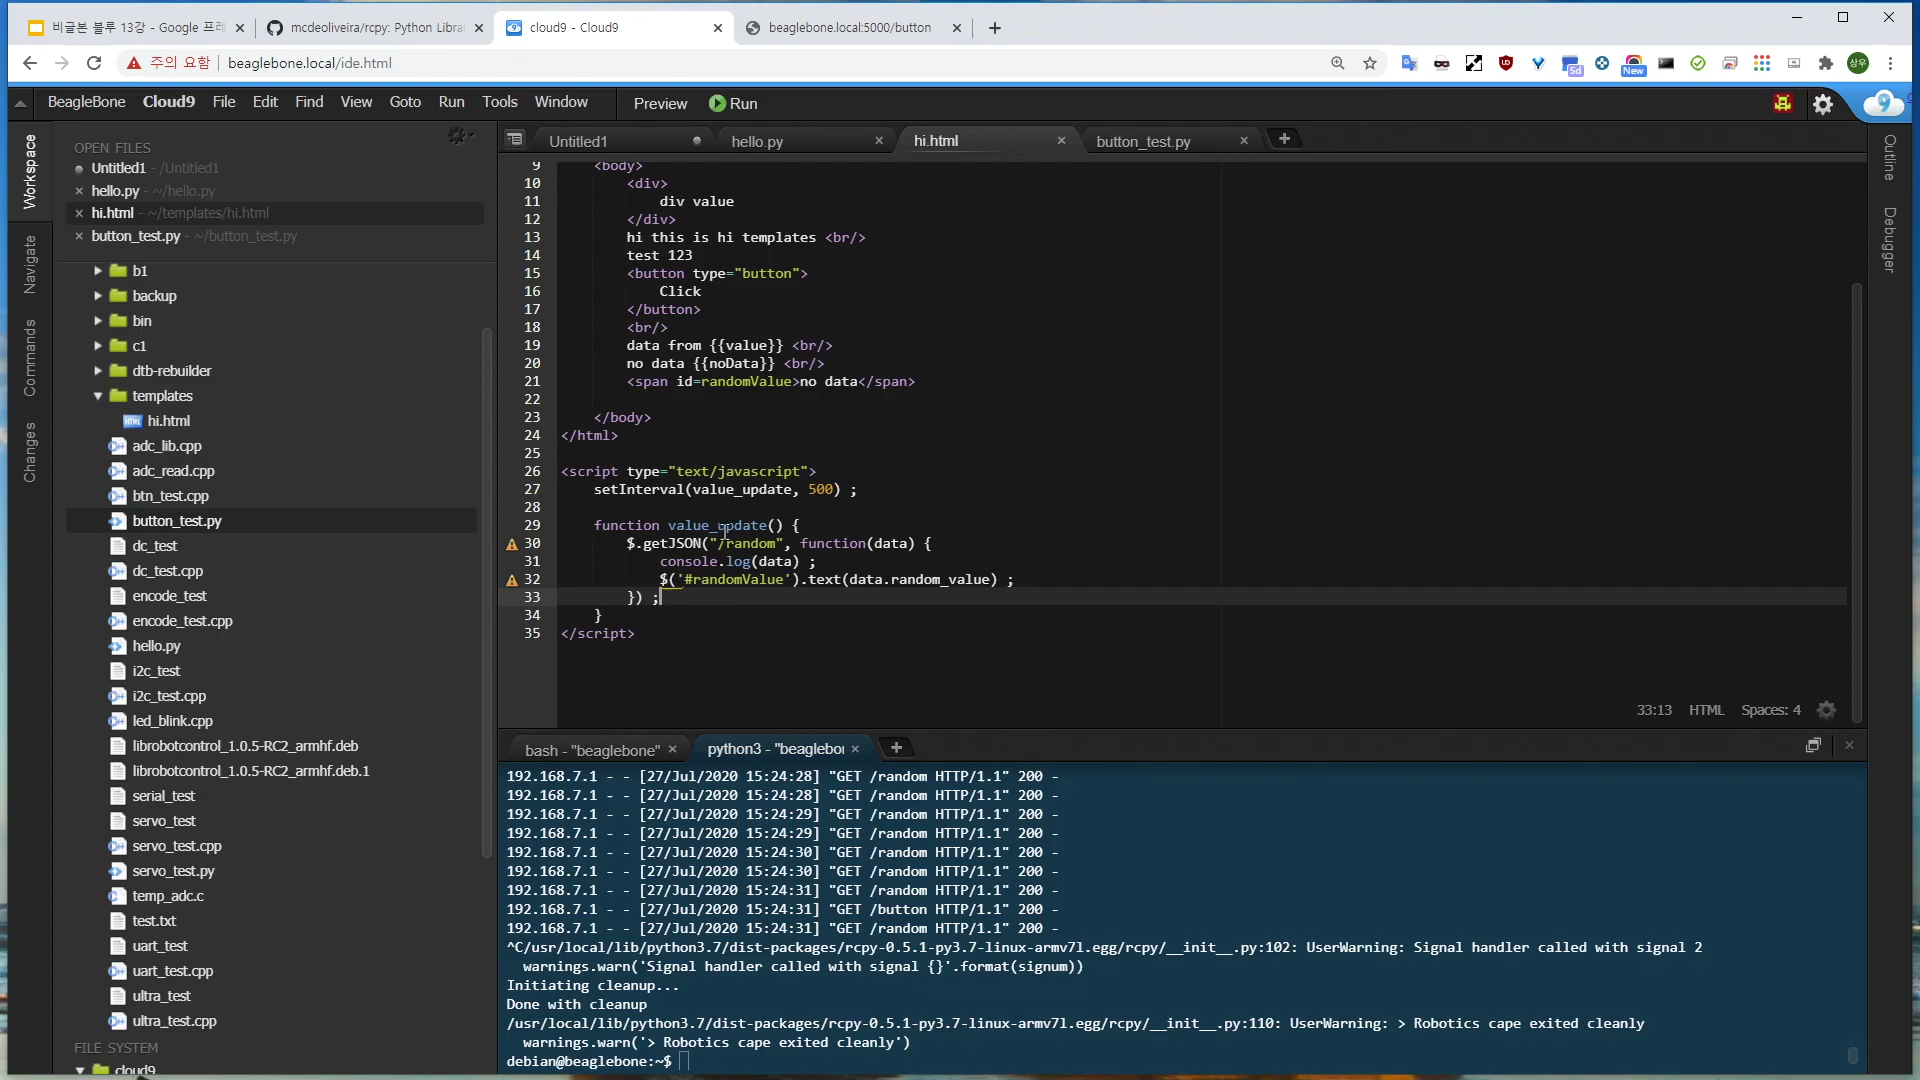 비글본 블루 13강 - Google 프레
mcdeoliveira/rcpy: Python Librar
cloud9 - Cloud9
beaglebone.local:5000/button
주의 요함
beaglebone.local/ide.html
New
상우
BeagleBone
Cloud9
File
Edit
Find
View
Goto
Run
Tools
Window
Preview
Run
Workspace
Navigate
Commands
Changes
OPEN FILES
Untitled1 - /Untitled1
hello.py - ~/hello.py
hi.html - ~/templates/hi.html
button_test.py - ~/button_test.py
b1
backup
bin
c1
dtb-rebuilder
templates
hi.html
adc_lib.cpp
adc_read.cpp
btn_test.cpp
button_test.py
dc_test
dc_test.cpp
encode_test
encode_test.cpp
hello.py
i2c_test
i2c_test.cpp
led_blink.cpp
librobotcontrol_1.0.5-RC2_armhf.deb
librobotcontrol_1.0.5-RC2_armhf.deb.1
serial_test
servo_test
servo_test.cpp
servo_test.py
temp_adc.c
test.txt
uart_test
uart_test.cpp
ultra_test
ultra_test.cpp
FILE SYSTEM
cloud9
Untitled1
hello.py
hi.html
button_test.py
9 <body>
10 <div>
11 div value
12 </div>
13 hi this is hi templates <br/>
14 test 123
15 <button type="button">
16 Click
17 </button>
18 <br/>
19 data from {{value}} <br/>
20 no data {{noData}} <br/>
21 <span id=randomValue>no data</span>
22
23 </body>
24 </html>
25
26 <script type="text/javascript">
27 setInterval(value_update, 500) ;
28
29 function value_update() {
30 $.getJSON("/random", function(data) {
31 console.log(data) ;
32 $('#randomValue').text(data.random_value) ;
33 }) ;
34 }
35 </script>
33:13 HTML Spaces: 4
Outline
Debugger
bash - "beaglebone"
python3 - "beaglebon
192.168.7.1 - - [27/Jul/2020 15:24:28] "GET /random HTTP/1.1" 200 -
192.168.7.1 - - [27/Jul/2020 15:24:28] "GET /random HTTP/1.1" 200 -
192.168.7.1 - - [27/Jul/2020 15:24:29] "GET /random HTTP/1.1" 200 -
192.168.7.1 - - [27/Jul/2020 15:24:29] "GET /random HTTP/1.1" 200 -
192.168.7.1 - - [27/Jul/2020 15:24:30] "GET /random HTTP/1.1" 200 -
192.168.7.1 - - [27/Jul/2020 15:24:30] "GET /random HTTP/1.1" 200 -
192.168.7.1 - - [27/Jul/2020 15:24:31] "GET /random HTTP/1.1" 200 -
192.168.7.1 - - [27/Jul/2020 15:24:31] "GET /button HTTP/1.1" 200 -
192.168.7.1 - - [27/Jul/2020 15:24:31] "GET /random HTTP/1.1" 200 -
^C/usr/local/lib/python3.7/dist-packages/rcpy-0.5.1-py3.7-linux-armv7l.egg/rcpy/__init__.py:102: UserWarning: Signal handler called with signal 2
warnings.warn('Signal handler called with signal {}'.format(signum))
Initiating cleanup...
Done with cleanup
/usr/local/lib/python3.7/dist-packages/rcpy-0.5.1-py3.7-linux-armv7l.egg/rcpy/__init__.py:110: UserWarning: > Robotics cape exited cleanly
warnings.warn('> Robotics cape exited cleanly')
debian@beaglebone:~$